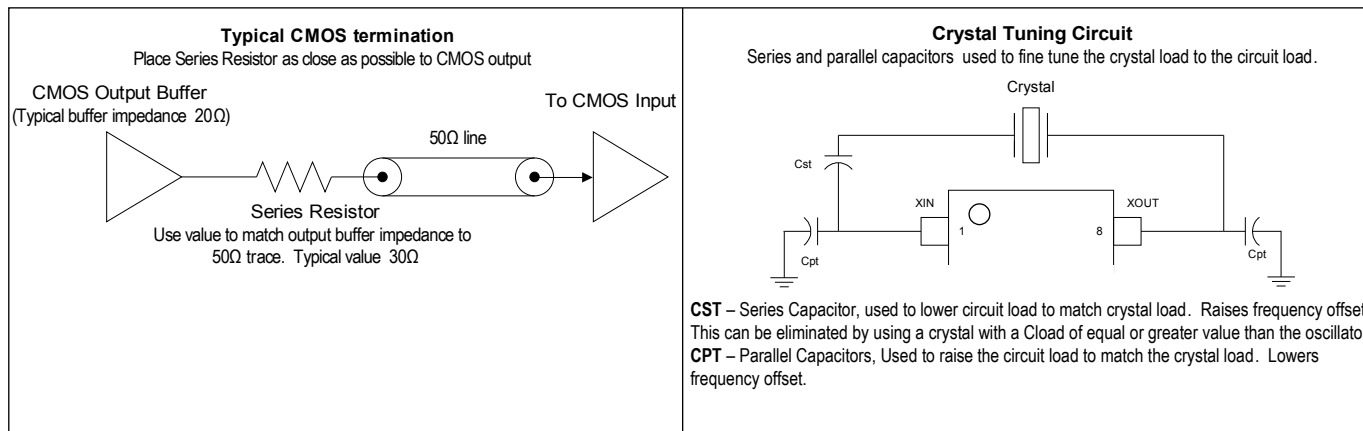 Typical CMOS termination
Place Series Resistor as close as possible to CMOS output
CMOS Output Buffer
(Typical buffer impedance 20Ω)
To CMOS Input
50Ω line
Series Resistor
Use value to match output buffer impedance to
50Ω trace. Typical value 30Ω
Crystal Tuning Circuit
Series and parallel capacitors used to fine tune the crystal load to the circuit load.
Crystal
Cst
XIN
XOUT
1
8
Cpt
Cpt
CST – Series Capacitor, used to lower circuit load to match crystal load. Raises frequency offset
This can be eliminated by using a crystal with a Cload of equal or greater value than the oscillato
CPT – Parallel Capacitors, Used to raise the circuit load to match the crystal load. Lowers
frequency offset.